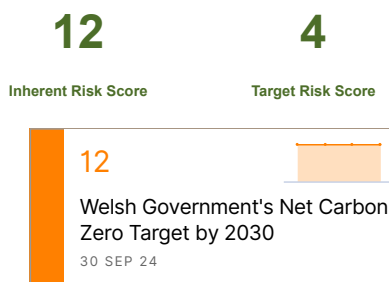 12 4
Inherent Risk Score Target Risk Score
12
Welsh Government's Net Carbon
Zero Target by 2030
30 SEP 24